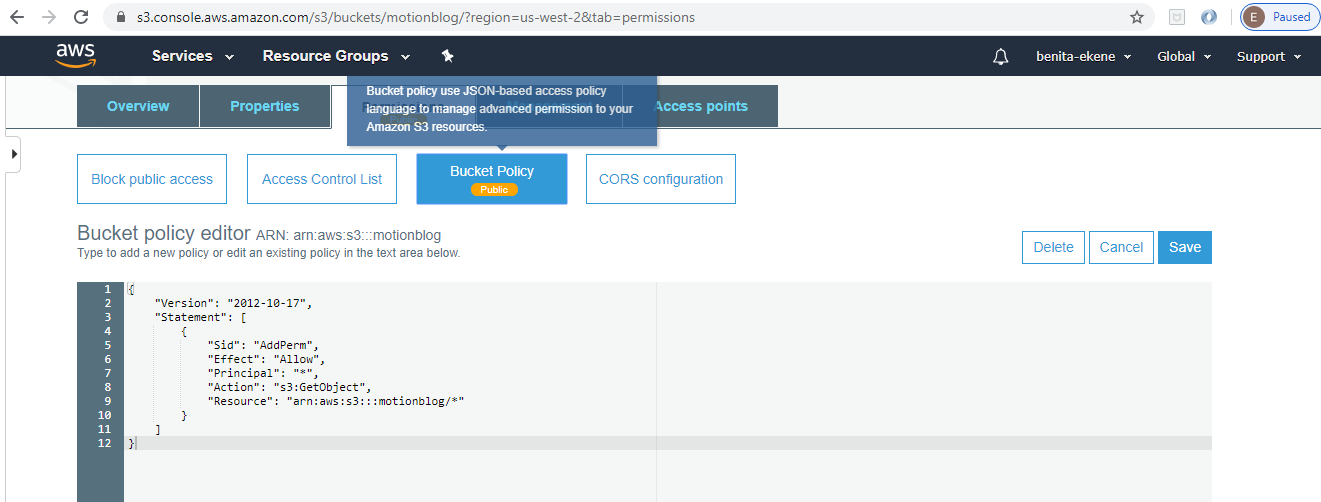 s3.console.aws.amazon.com/s3/buckets/motionblog/?region=us-west-2&tab=permissions
E Paused
aws Services Resource Groups benita-ekene Global Support
Overview Properties Access points
Bucket policy use JSON-based access policy
language to manage advanced permission to your
Amazon S3 resources.
Block public access Access Control List Bucket Policy CORS configuration
Public
Bucket policy editor ARN: arn:aws:s3:::motionblog
Type to add a new policy or edit an existing policy in the text area below.
Delete Cancel Save
1 {
2 "Version": "2012-10-17",
3 "Statement": [
4 {
5 "Sid": "AddPerm",
6 "Effect": "Allow",
7 "Principal": "*",
8 "Action": "s3:GetObject",
9 "Resource": "arn:aws:s3:::motionblog/*"
10 }
11 ]
12 }